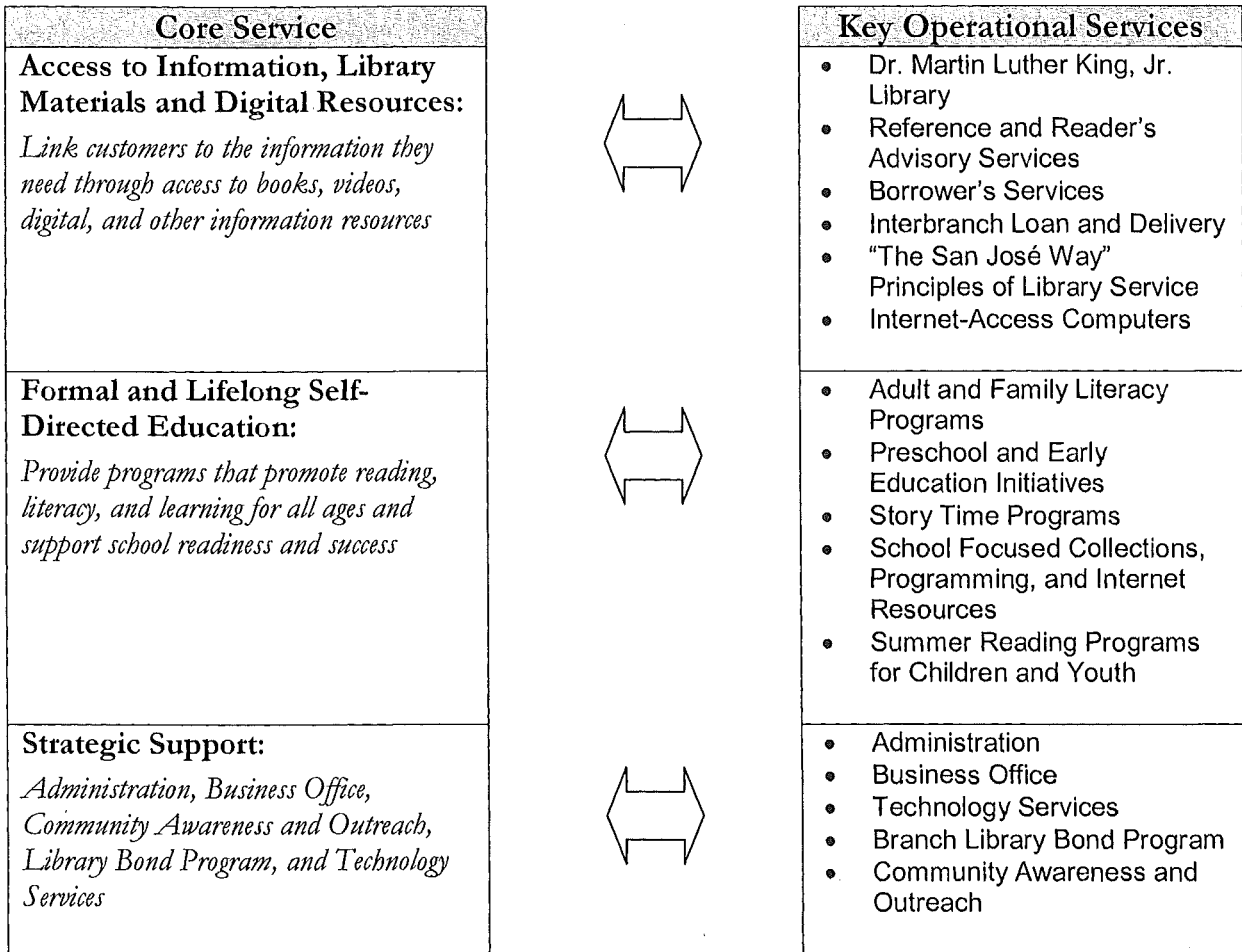 Core Service
Access to Information, Library
Materials and Digital Resources:
Link customers to the information they
need through access to books, videos,
digital, and other information resources
Key Operational Services
• Dr. Martin Luther King, Jr.
Library
• Reference and Reader's
Advisory Services
• Borrower's Services
• Interbranch Loan and Delivery
• "The San José Way"
Principles of Library Service
• Internet-Access Computers
Formal and Lifelong Self-
Directed Education:
Provide programs that promote reading,
literacy, and learning for all ages and
support school readiness and success
• Adult and Family Literacy
Programs
• Preschool and Early
Education Initiatives
• Story Time Programs
• School Focused Collections,
Programming, and Internet
Resources
• Summer Reading Programs
for Children and Youth
Strategic Support:
Administration, Business Office,
Community Awareness and Outreach,
Library Bond Program, and Technology
Services
• Administration
• Business Office
• Technology Services
• Branch Library Bond Program
• Community Awareness and
Outreach